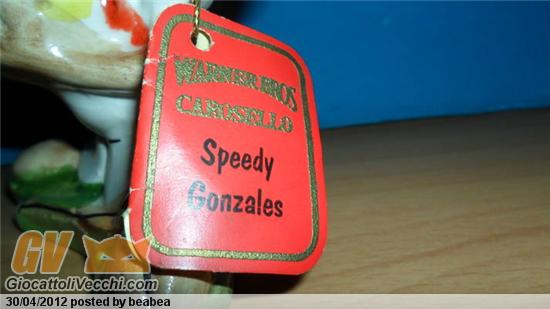 WARNER BROS
CAROSELLO
Speedy
Gonzales
GV
GiocattoliVecchi.com
30/04/2012 posted by beabea